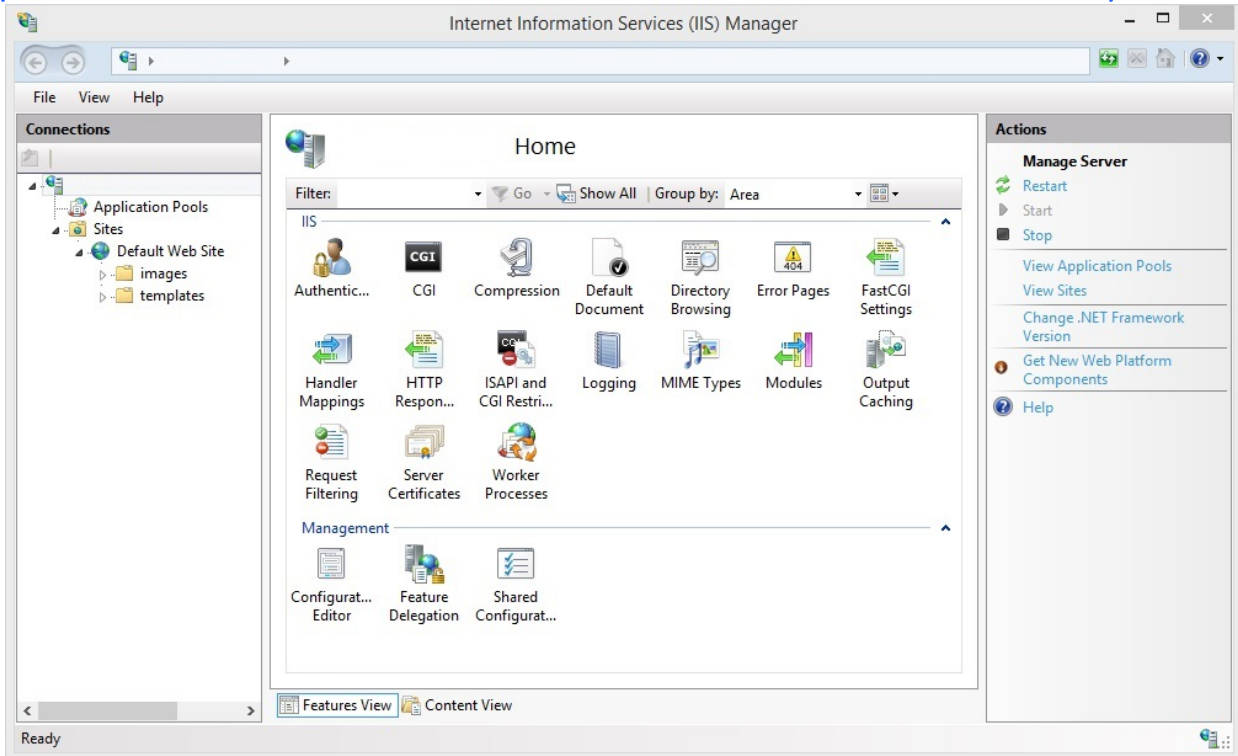 Internet Information Services (IIS) Manager
File View Help
Connections
Application Pools
Sites
Default Web Site
images
templates
Home
Filter: Go Show All Group by: Area
IIS
Authentic... CGI Compression Default Document Directory Browsing Error Pages FastCGI Settings
Handler Mappings HTTP Respon... ISAPI and CGI Restri... Logging MIME Types Modules Output Caching
Request Filtering Server Certificates Worker Processes
Management
Configurat... Editor Feature Delegation Shared Configurat...
Features View Content View
Actions
Manage Server
Restart
Start
Stop
View Application Pools
View Sites
Change .NET Framework
Version
Get New Web Platform
Components
Help
Ready
CGI
404